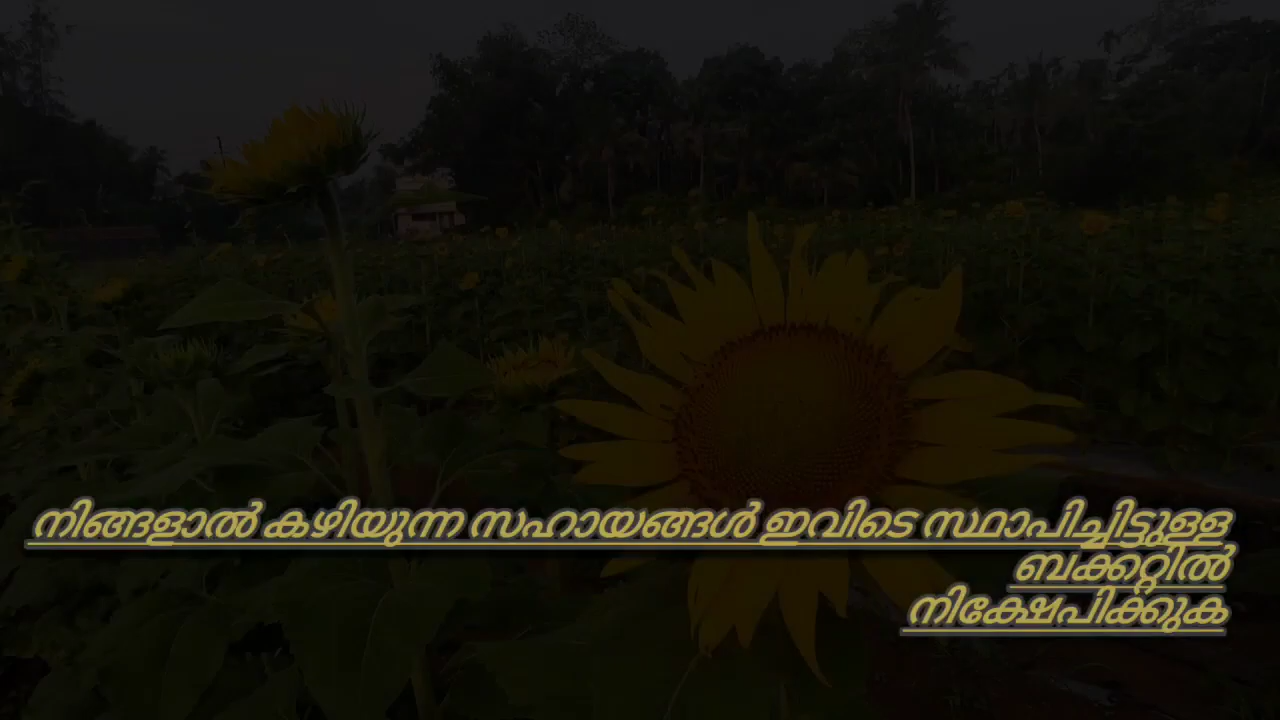 നിങ്ങളാൽ കഴിയുന്ന സഹായങ്ങൾ ഇവിടെ സ്ഥാപിച്ചിട്ടുള്ള
ബക്കറ്റിൽ
നിക്ഷേപിക്കുക